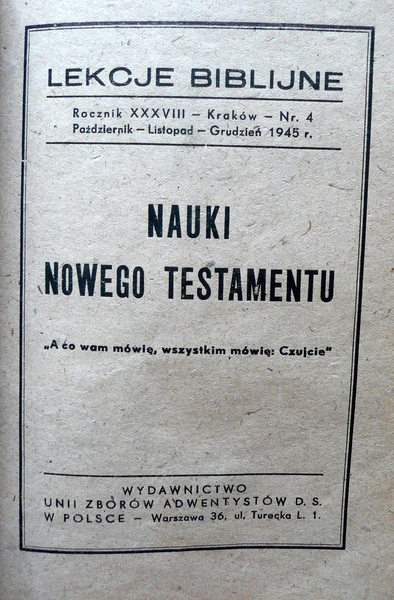 LEKCJE BIBLIJNE
Rocznik XXXVIII – Kraków – Nr. 4
Październik – Listopad – Grudzień 1945 r.
NAUKI
NOWEGO TESTAMENTU
„A co wam mówię, wszystkim mówię: Czujcie"
WYDAWNICTWO
UNII ZBORÓW ADWENTYSTÓW D. S.
W POLSCE – Warszawa 36, ul. Turecka L. 1.